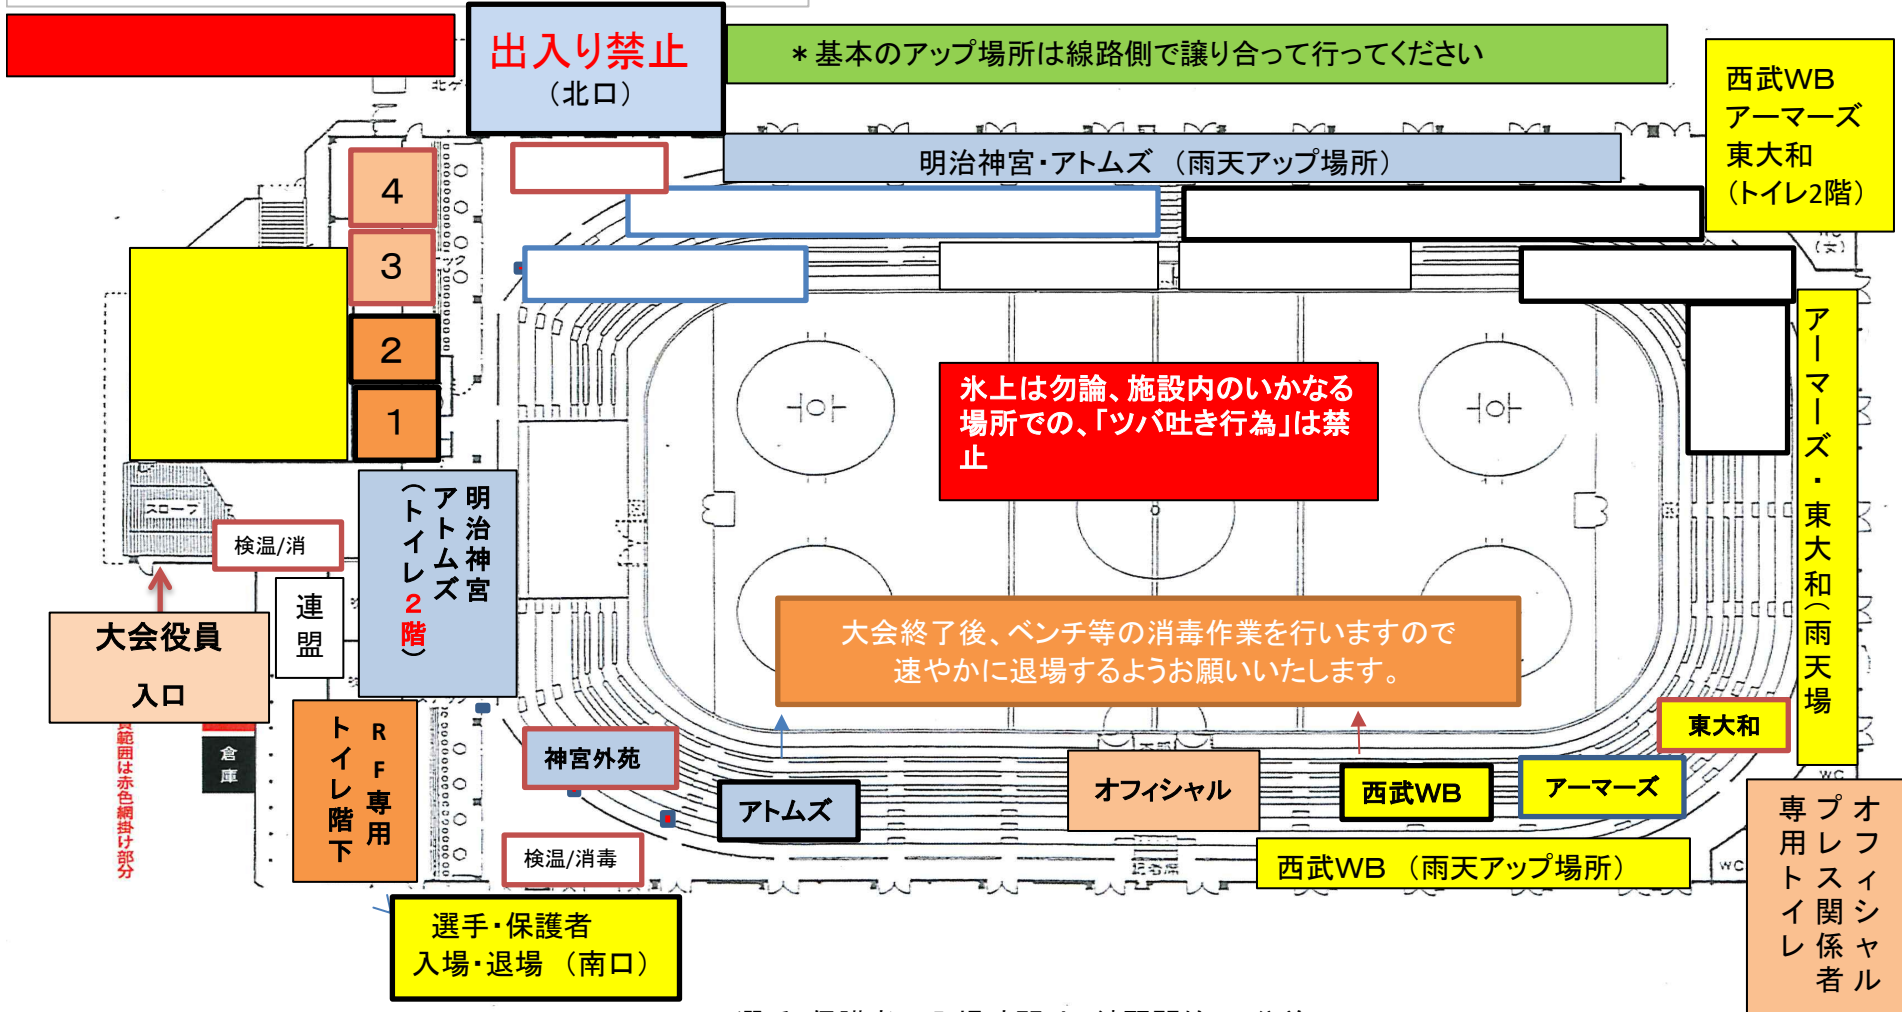 出入り禁止
（北口）
＊基本のアップ場所は線路側で譲り合って行ってください
西武WB
アーマーズ
東大和
（トイレ2階）
明治神宮・アトムズ （雨天アップ場所）
4
3
2
1
（女）
氷上は勿論、施設内のいかなる
場所での、「ツバ吐き行為」は禁
止
アーマーズ・東大和（雨天場
明治神宮
アトムズ
（トイレ2階）
スロープ
検温/消
連盟
大会役員
入口
大会終了後、ベンチ等の消毒作業を行いますので
速やかに退場するようお願いいたします。
範囲は赤色網掛け部分
倉庫
RF専用
トイレ階下
神宮外苑
アトムズ
オフィシャル
西武WB
アーマーズ
東大和
検温/消毒
西武WB （雨天アップ場所）
WC
WC
オフィシャル
プレス関係者
専用トイレ
選手・保護者
入場・退場 （南口）